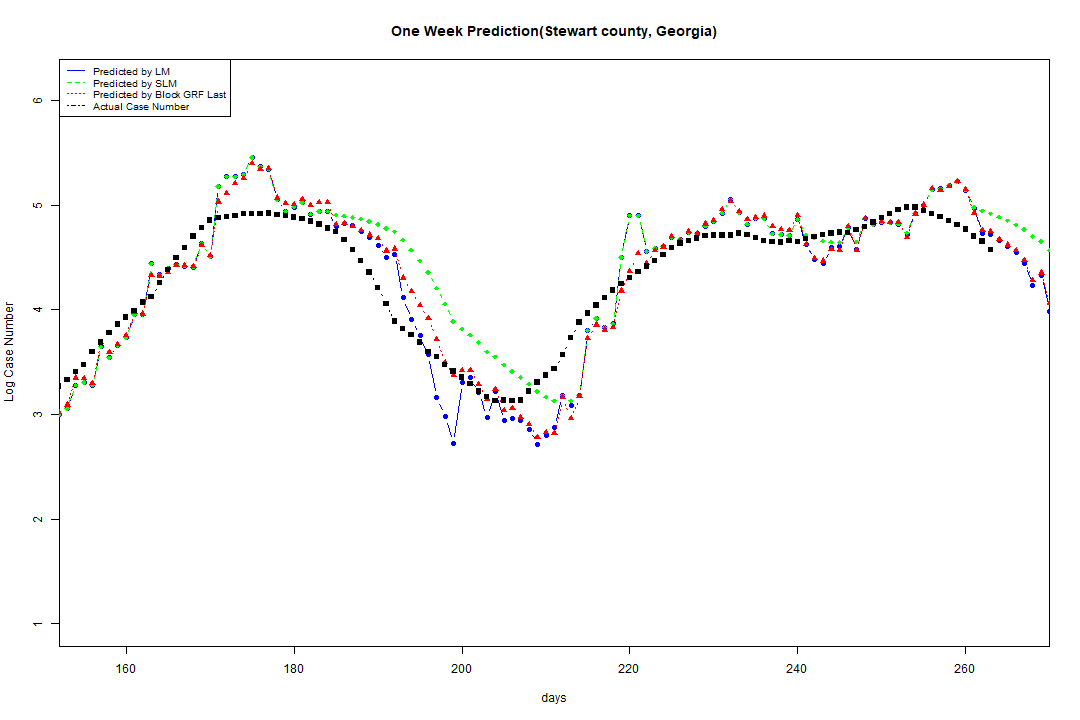 One Week Prediction(Stewart county, Georgia)
Predicted by LM
Predicted by SLM
Predicted by Block GRF Last
Actual Case Number
6
5
4
3
2
1
Log Case Number
160 180 200 220 240 260
days